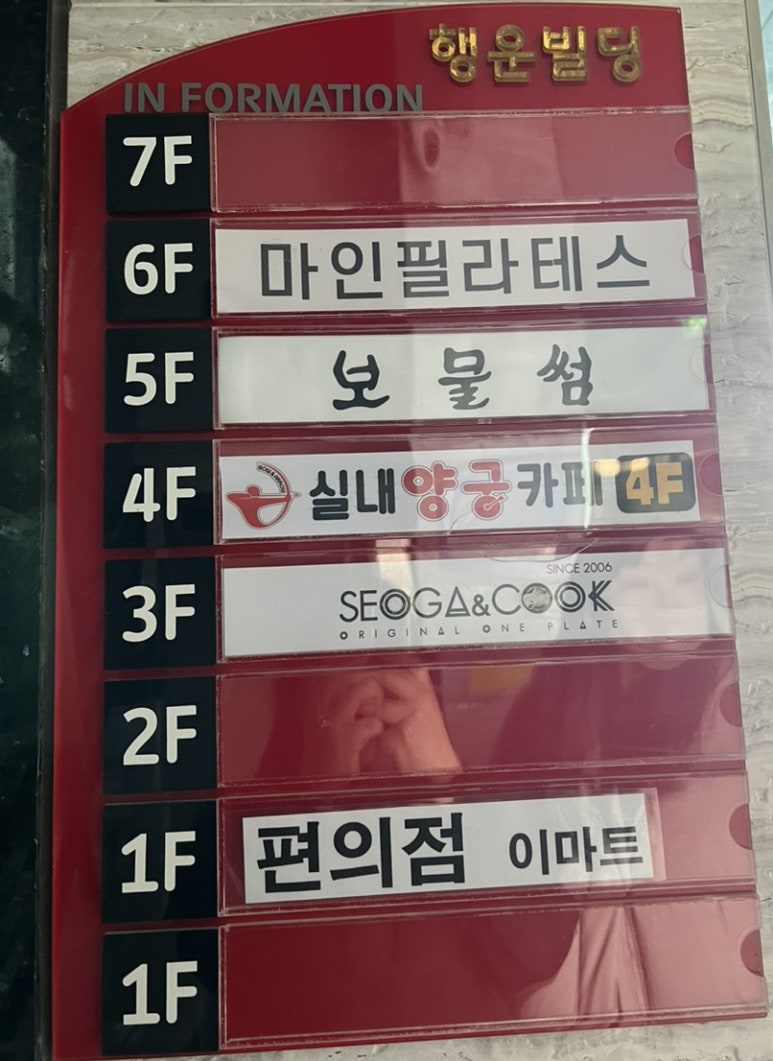 행운빌딩
IN FORMATION
7F
6F 마인필라테스
5F 보물썸
4F 실내양궁카페 4F
3F SINCE 2006
SEOGA&COOK
ORIGINAL ONE PLATE
2F
1F 편의점 이마트
1F